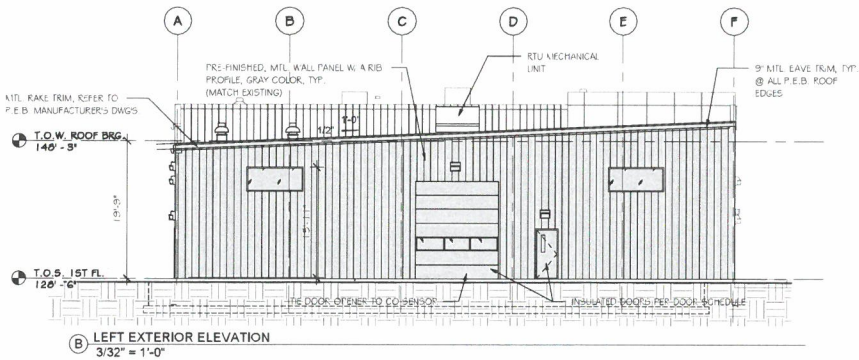 A B C D E F
PRE-FINISHED, MTL. WALL PANEL W/ A RIB
PROFILE, GRAY COLOR, TYP.
(MATCH EXISTING)
RTU MECHANICAL
UNIT
9" MTL. EAVE TRIM, TYP.
@ ALL P.E.B. ROOF
EDGES
MTL. RAKE TRIM, REFER TO
P.E.B. MANUFACTURER'S DWG'S
1'-0"
1/2"
T.O.W. ROOF BRG.
148' - 3"
19'-9"
15'-11"
T.O.S. 1ST FL.
128' - 6"
TIE DOOR OPENER TO CO SENSOR
INSULATED DOORS PER DOOR SCHEDULE
B LEFT EXTERIOR ELEVATION
3/32" = 1'-0"